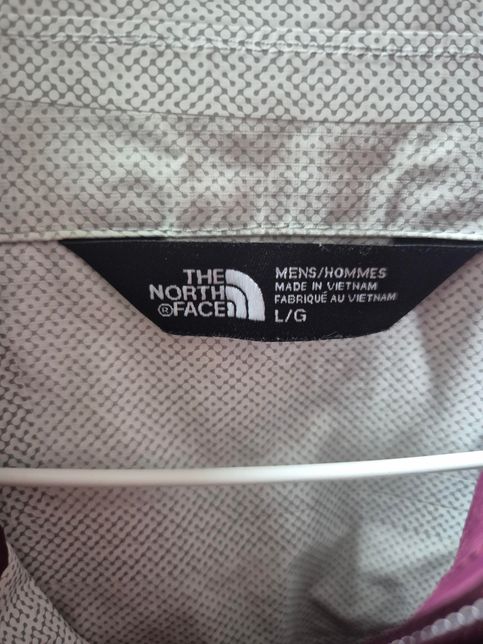 THE
NORTH
®FACE
MENS/HOMMES
MADE IN VIETNAM
FABRIQUÉ AU VIETNAM
L/G